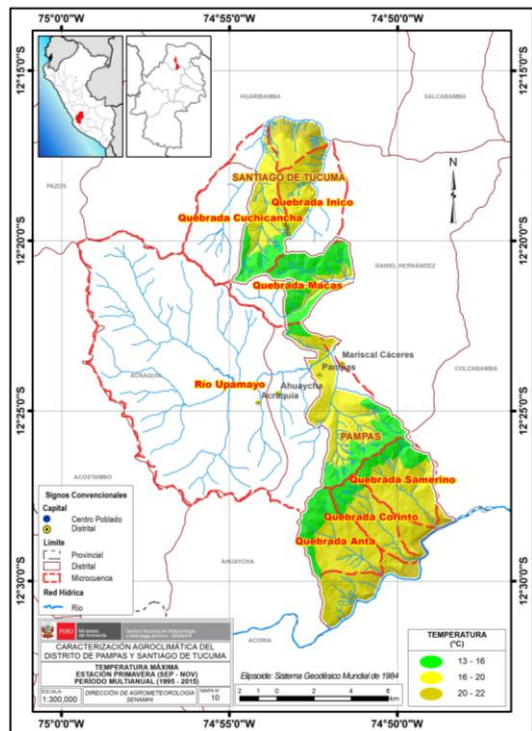 75°0'0"O
74°55'0"O
74°50'0"O
12°15'0"S
12°15'0"S
HUARIBAMBA
SALCABAMBA
N
SANTIAGO DE TUCUMA
PAZOS
Quebrada Inico
Quebrada Cuchicancha
12°20'0"S
12°20'0"S
DANIEL HERNÁNDEZ
Quebrada Macas
Mariscal Cáceres
Pampas
COLCABAMBA
ACRAQUIA
Río Upamayo
Ahuaycha
Acraquia
12°25'0"S
12°25'0"S
PAMPAS
ACOSTAMBO
Quebrada Samerino
Quebrada Corinto
Quebrada Anta
AHUAYCHA
12°30'0"S
12°30'0"S
ACORIA
Signos Convencionales
Capital
Centro Poblado
Distrital
Límite
Provincial
Distrital
Microcuenca
Red Hídrica
Río
PERÚ
Ministerio del Ambiente
CARACTERIZACIÓN AGROCLIMÁTICA DEL
DISTRITO DE PAMPAS Y SANTIAGO DE TUCUMA
TEMPERATURA MÁXIMA
ESTACIÓN PRIMAVERA (SEP - NOV)
PERÍODO MULTIANUAL (1995 - 2015)
ESCALA
1:300,000
DIRECCIÓN DE AGROMETEOROLOGÍA
SENAMHI
MAPA N°
10
Elipsoide: Sistema Geodésico Mundial de 1984
2 1 0 2 4 6
km
TEMPERATURA
(°C)
13 - 16
16 - 20
20 - 22
75°0'0"O
74°55'0"O
74°50'0"O